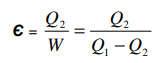 ϵ = Q₂/W = Q₂/(Q₁ − Q₂)